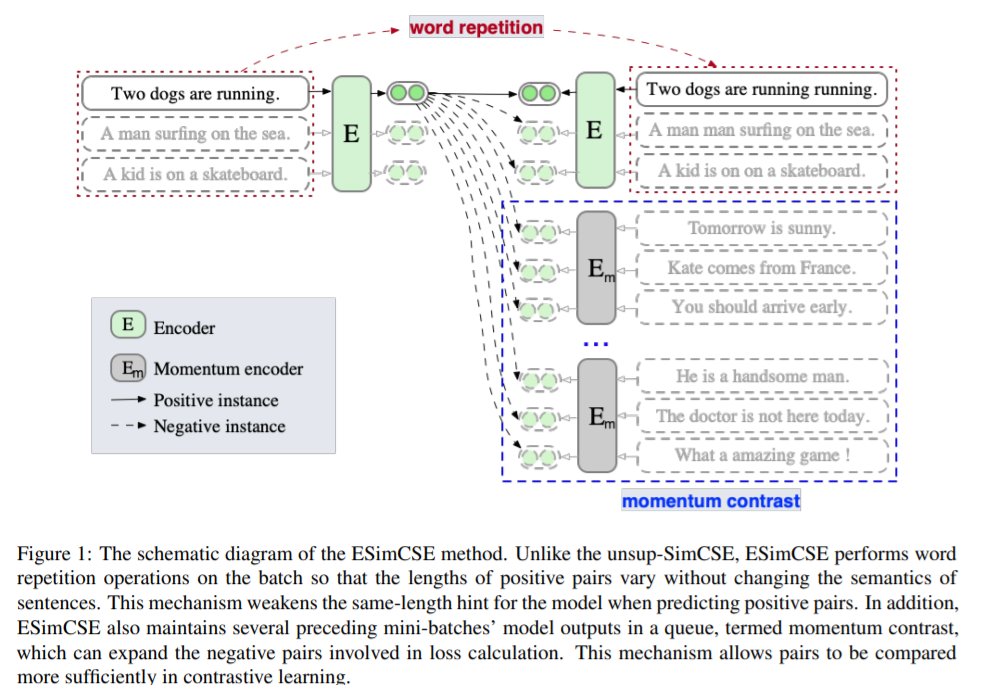 word repetition
Two dogs are running.
A man surfing on the sea.
A kid is on a skateboard.
E
E
Two dogs are running running.
A man man surfing on the sea.
A kid is on on a skateboard.
Tomorrow is sunny.
Kate comes from France.
You should arrive early.
Em
...
He is a handsome man.
The doctor is not here today.
What a amazing game !
Em
momentum contrast
E Encoder
Em Momentum encoder
Positive instance
Negative instance
Figure 1: The schematic diagram of the ESimCSE method. Unlike the unsup-SimCSE, ESimCSE performs word
repetition operations on the batch so that the lengths of positive pairs vary without changing the semantics of
sentences. This mechanism weakens the same-length hint for the model when predicting positive pairs. In addition,
ESimCSE also maintains several preceding mini-batches' model outputs in a queue, termed momentum contrast,
which can expand the negative pairs involved in loss calculation. This mechanism allows pairs to be compared
more sufficiently in contrastive learning.